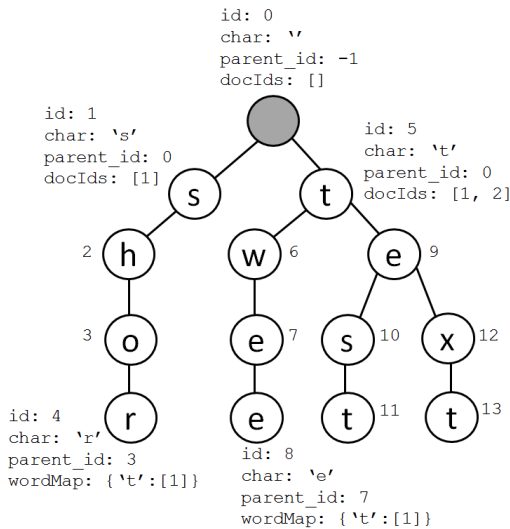 id: 0
char: ‘’
parent_id: -1
docIds: []
id: 1
char: ‘s’
parent_id: 0
docIds: [1]
id: 5
char: ‘t’
parent_id: 0
docIds: [1, 2]
s t
2 h w 6 e 9
3 o e 7 s 10 x 12
r e t 11 t 13
id: 4
char: ‘r’
parent_id: 3
wordMap: {‘t’:[1]}
id: 8
char: ‘e’
parent_id: 7
wordMap: {‘t’:[1]}